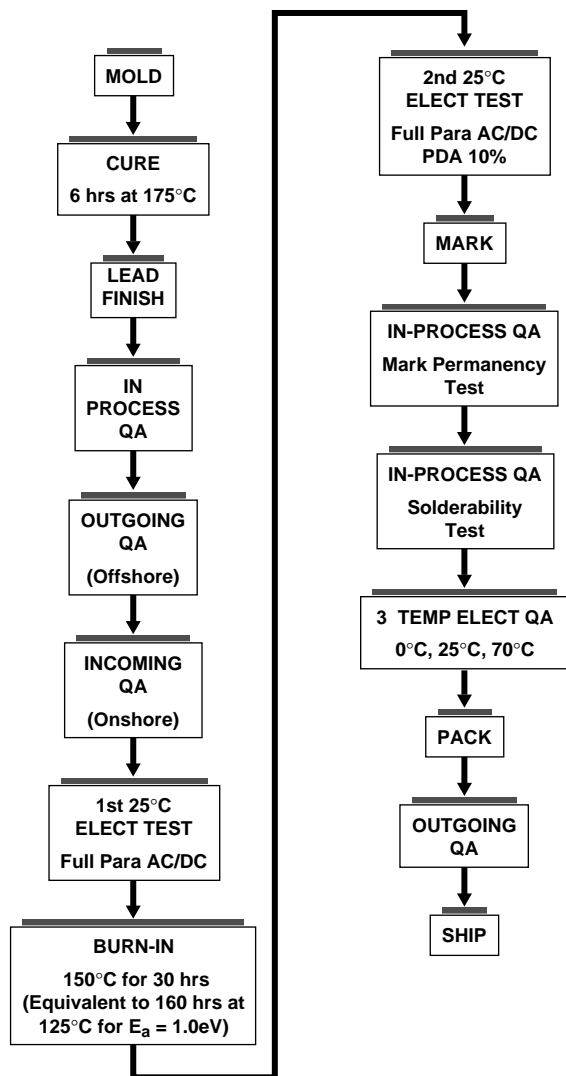 MOLD
CURE
6 hrs at 175°C
LEAD
FINISH
IN
PROCESS
QA
OUTGOING
QA
(Offshore)
INCOMING
QA
(Onshore)
1st 25°C
ELECT TEST
Full Para AC/DC
BURN-IN
150°C for 30 hrs
(Equivalent to 160 hrs at
125°C for Ea = 1.0eV)
2nd 25°C
ELECT TEST
Full Para AC/DC
PDA 10%
MARK
IN-PROCESS QA
Mark Permanency
Test
IN-PROCESS QA
Solderability
Test
3 TEMP ELECT QA
0°C, 25°C, 70°C
PACK
OUTGOING
QA
SHIP